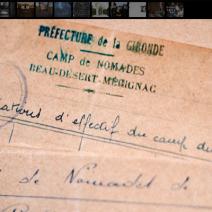 PRÉFECTURE de la GIRONDE
CAMP de NOMADES
BEAU-DÉSERT-MÉRIGNAC
d'effectif du camp de
de Nomades de